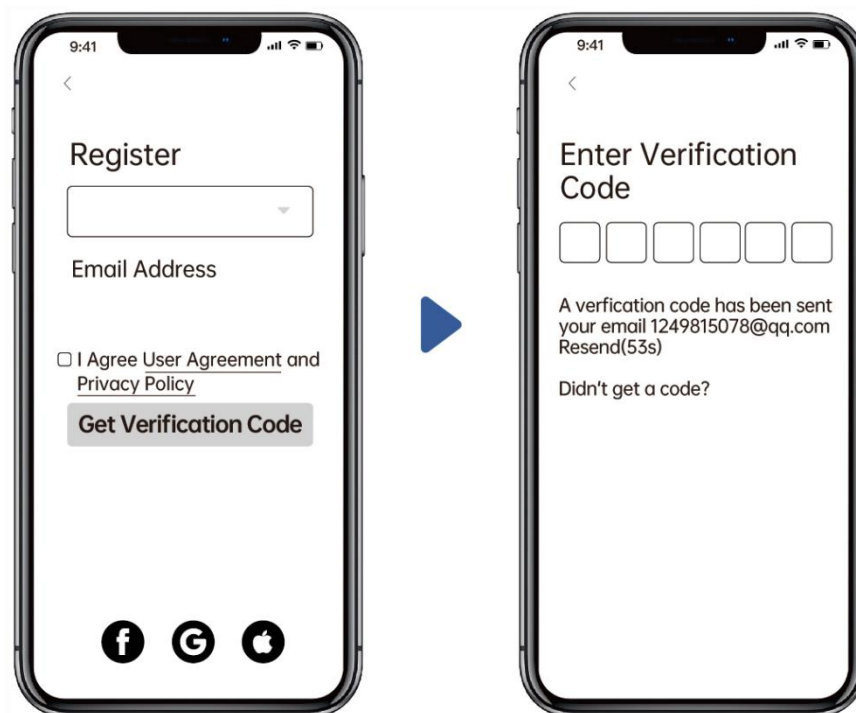 9:41
Register
Email Address
I Agree User Agreement and
Privacy Policy
Get Verification Code
9:41
Enter Verification
Code
A verfication code has been sent
your email 1249815078@qq.com
Resend(53s)
Didn't get a code?